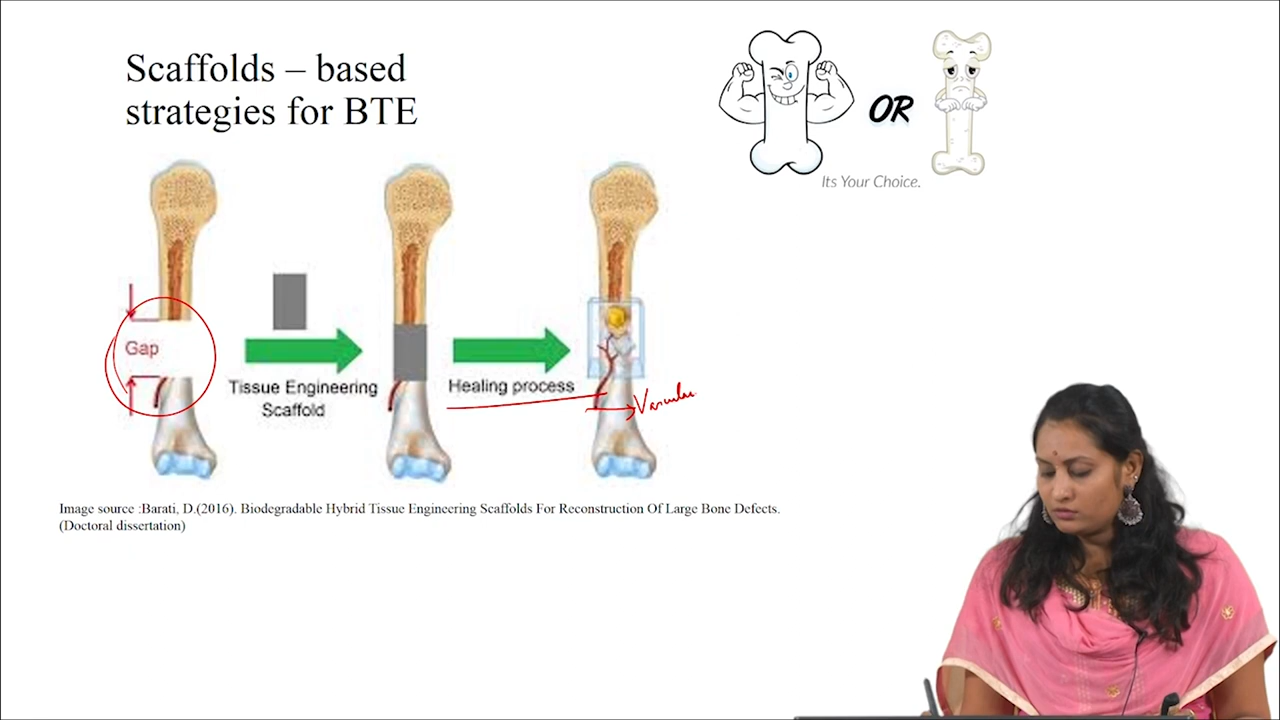 Scaffolds – based
strategies for BTE
OR
Its Your Choice.
Gap
Tissue Engineering
Scaffold
Healing process
Image source :Barati, D.(2016). Biodegradable Hybrid Tissue Engineering Scaffolds For Reconstruction Of Large Bone Defects.
(Doctoral dissertation)